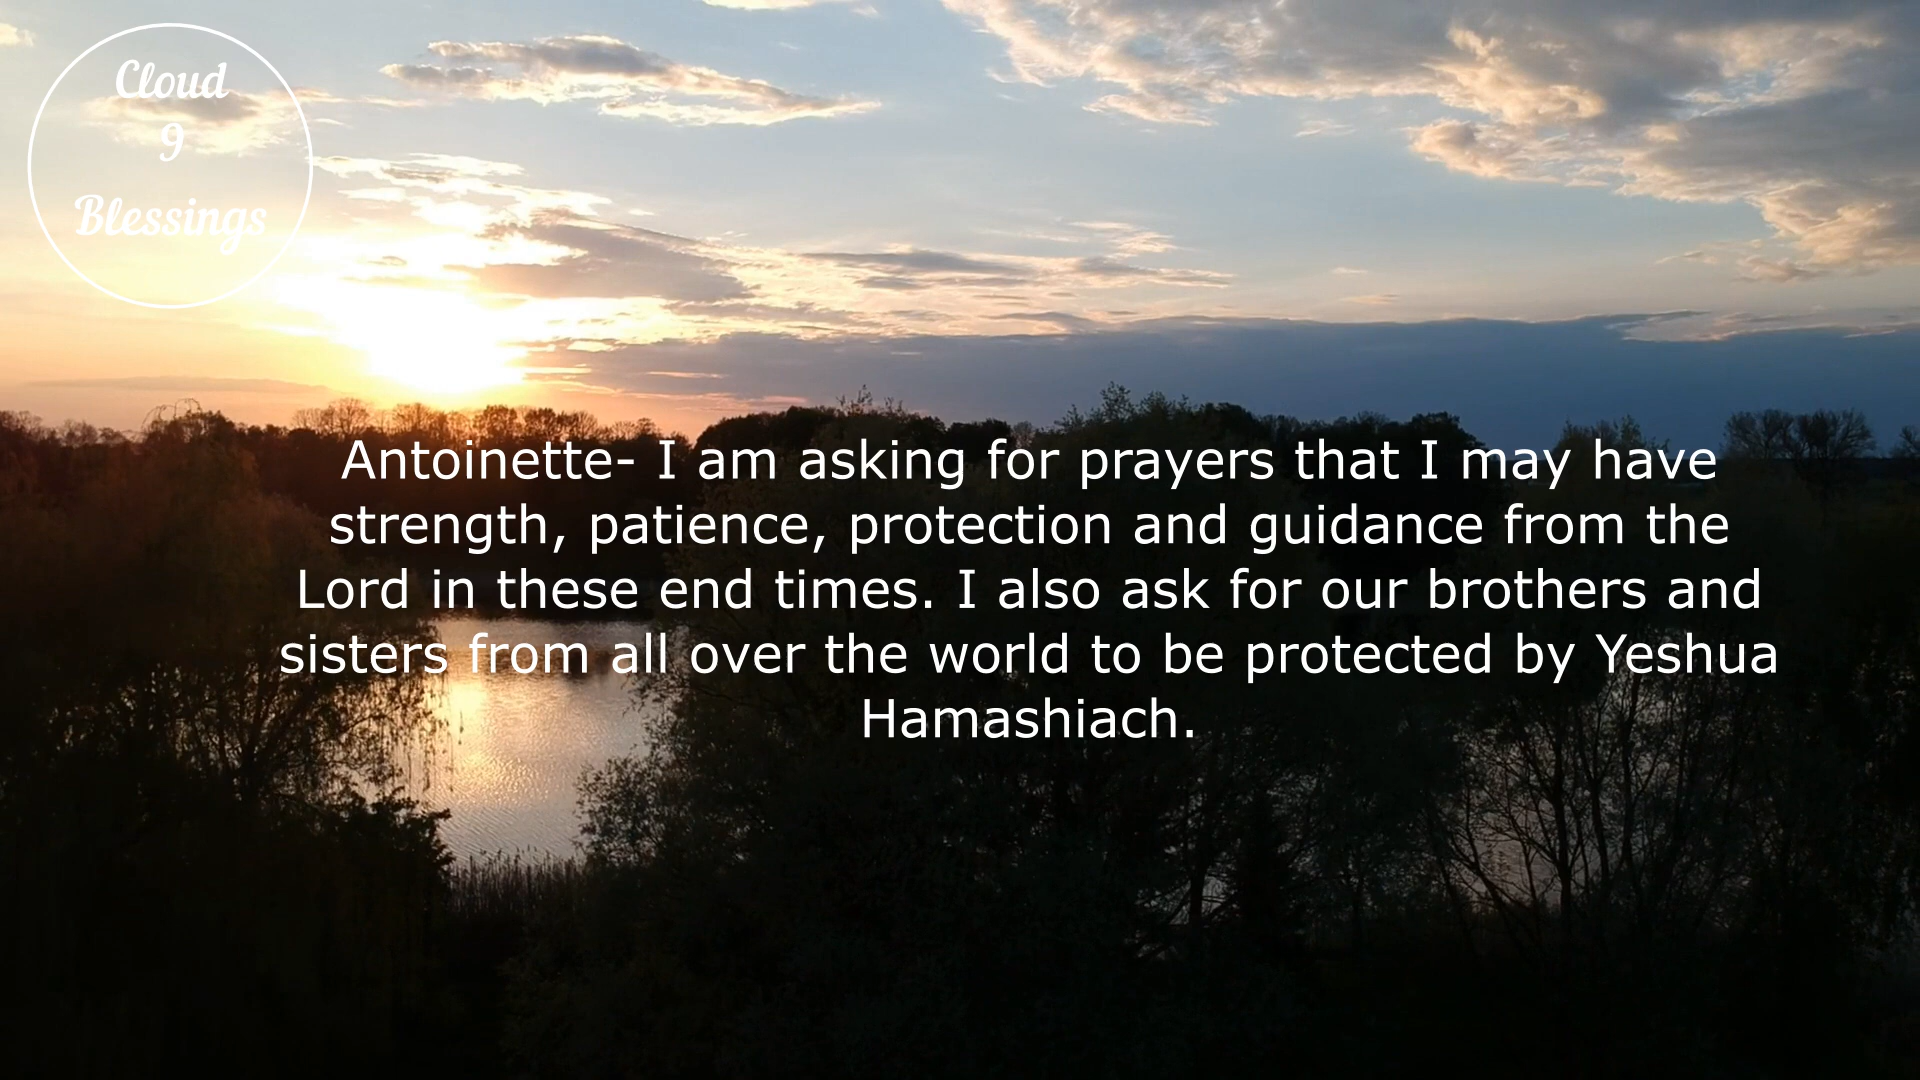 Cloud
9
Blessings
Antoinette- I am asking for prayers that I may have
strength, patience, protection and guidance from the
Lord in these end times. I also ask for our brothers and
sisters from all over the world to be protected by Yeshua
Hamashiach.